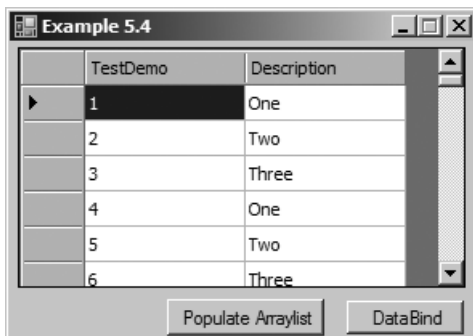 Example 5.4
TestDemo Description
1 One
2 Two
3 Three
4 One
5 Two
6 Three
Populate Arraylist DataBind